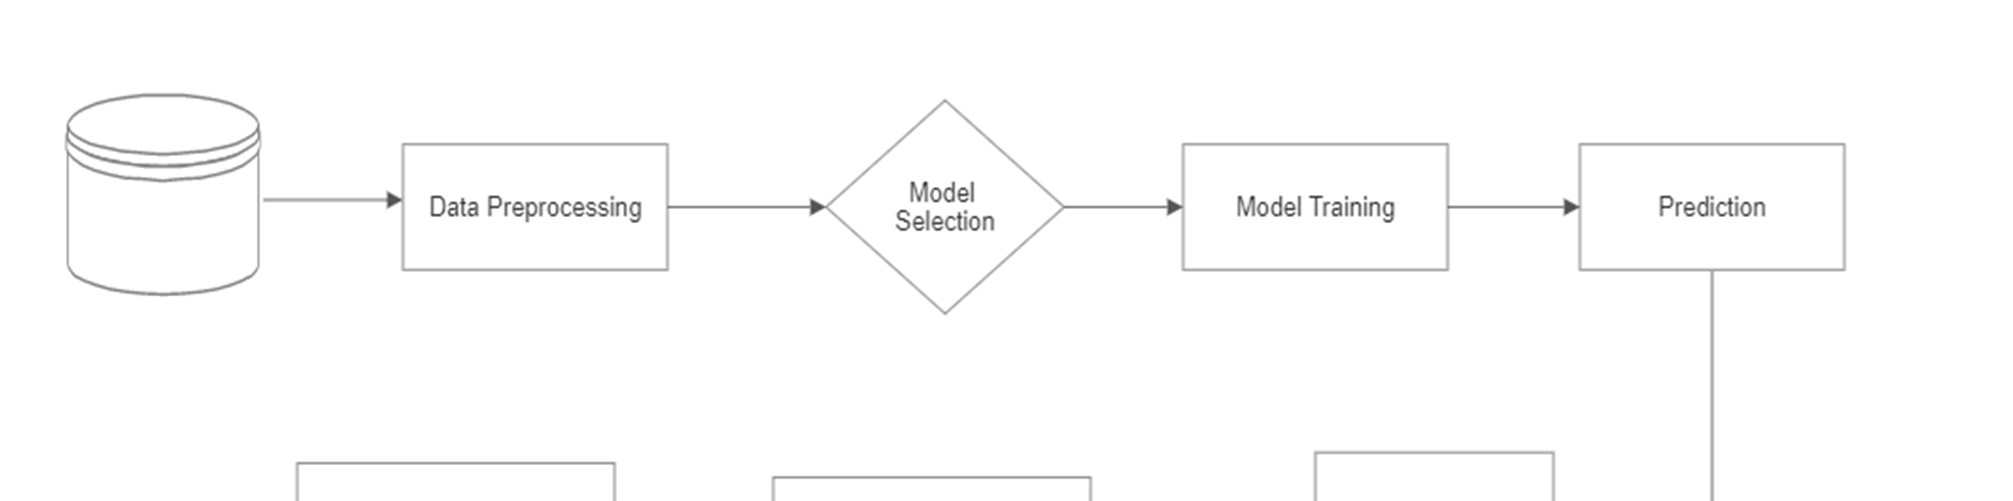 Data Preprocessing
Model
Selection
Model Training
Prediction